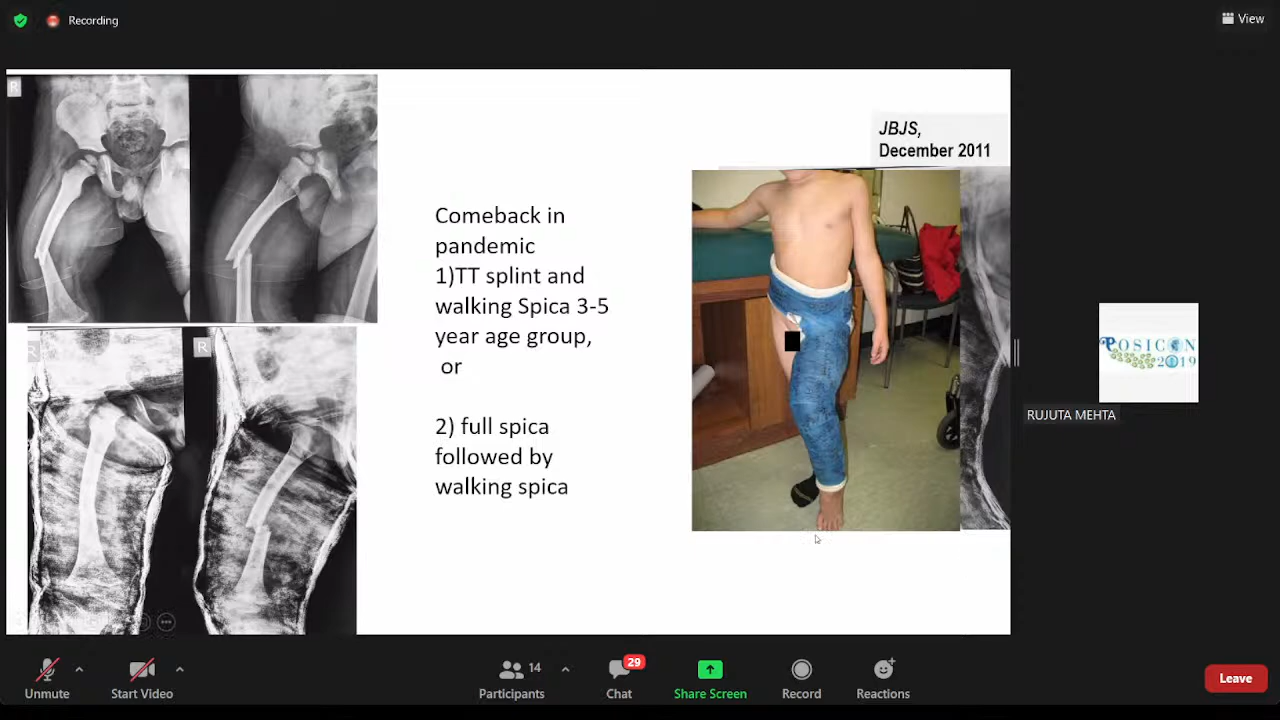 Recording
View
R
JBJS,
December 2011
Comeback in
pandemic
1)TT splint and
walking Spica 3-5
year age group,
or
2) full spica
followed by
walking spica
R
R
POSICON
2019
RUJUTA MEHTA
Unmute
Start Video
14
Participants
29
Chat
Share Screen
Record
Reactions
Leave